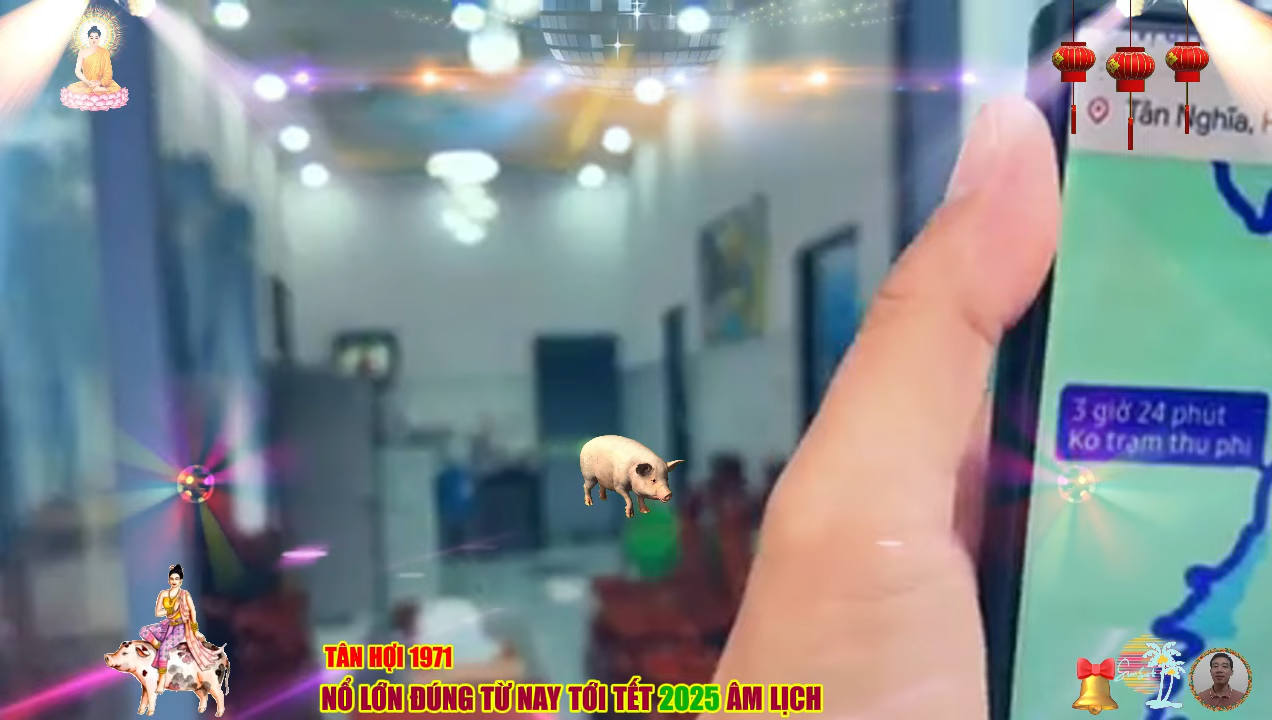 Tân Nghĩa,
3 giờ 24 phút
Ko trạm thu phí
TÂN HỢI 1971
NỔ LỚN ĐÚNG TỪ NAY TỚI TẾT 2025 ÂM LỊCH